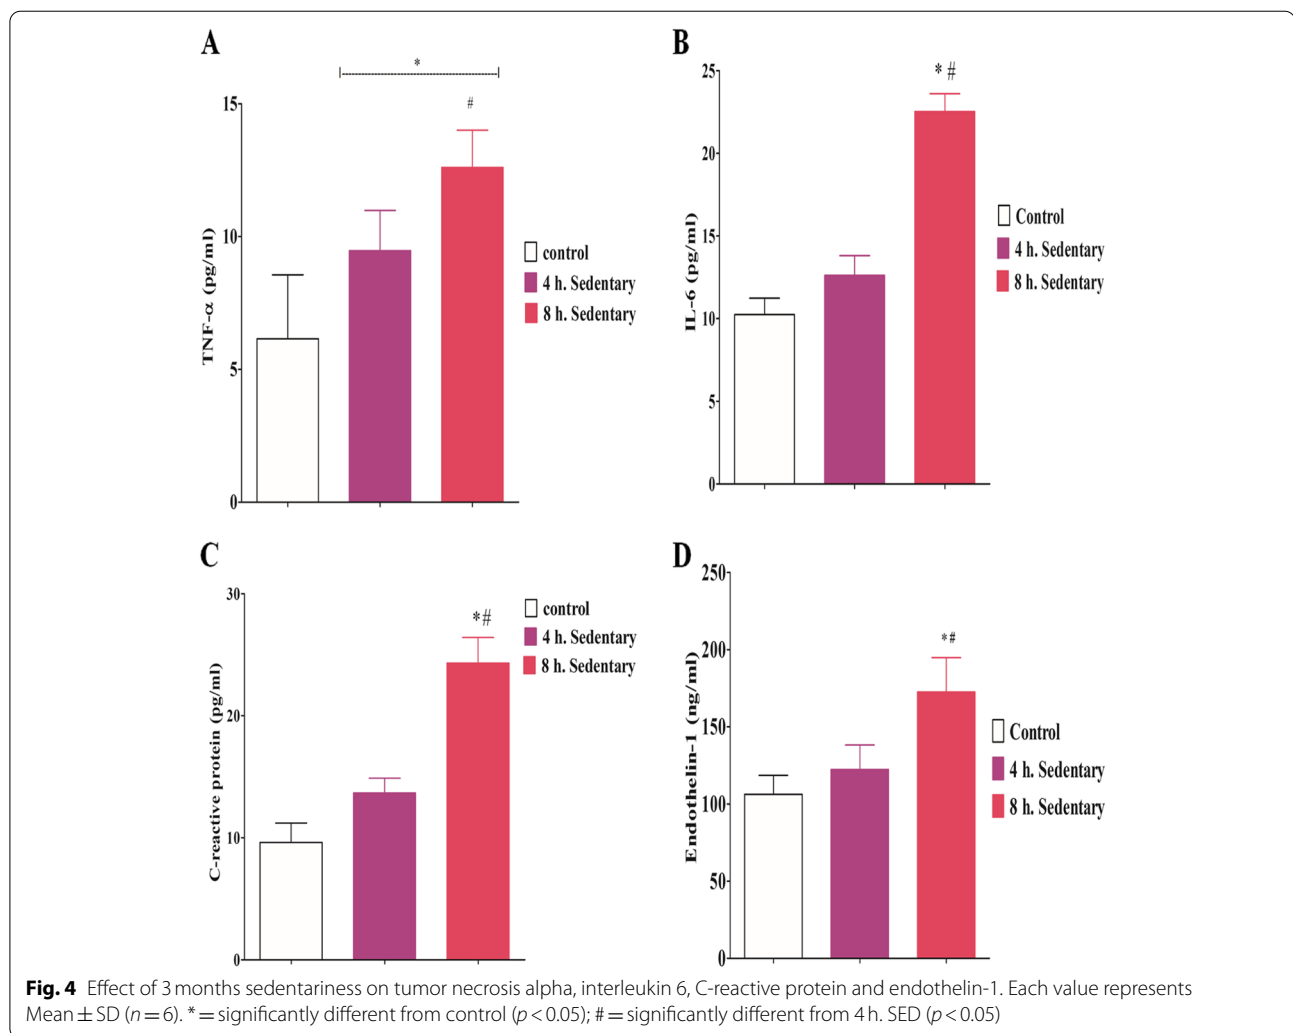 A
*
#
15
10
5
0
TNF-α (pg/ml)
control
4 h. Sedentary
8 h. Sedentary
B
* #
25
20
15
10
5
0
IL-6 (pg/ml)
Control
4 h. Sedentary
8 h. Sedentary
C
*#
30
20
10
0
C-reactive protein (pg/ml)
control
4 h. Sedentary
8 h. Sedentary
D
*#
250
200
150
100
50
0
Endothelin-1 (ng/ml)
Control
4 h. Sedentary
8 h. Sedentary
Fig. 4 Effect of 3 months sedentariness on tumor necrosis alpha, interleukin 6, C-reactive protein and endothelin-1. Each value represents
Mean ± SD (n = 6). * = significantly different from control (p < 0.05); # = significantly different from 4 h. SED (p < 0.05)